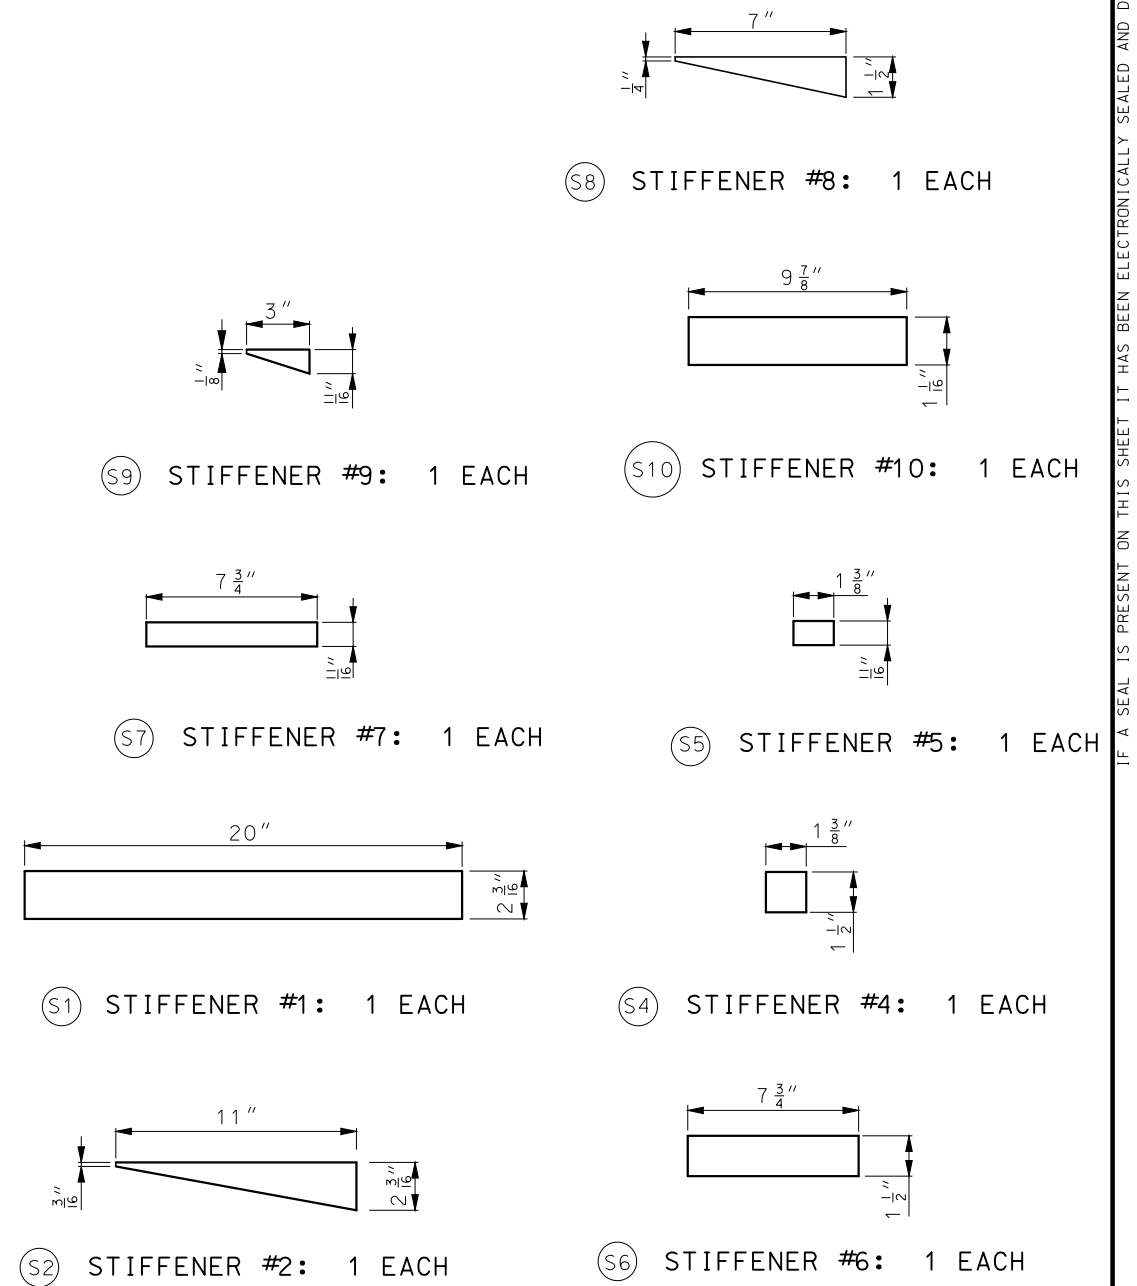 7"
1/4"
1 1/2"
S8 STIFFENER #8: 1 EACH
3"
1/8"
11/16"
S9 STIFFENER #9: 1 EACH
9 7/8"
1 1/16"
S10 STIFFENER #10: 1 EACH
7 3/4"
11/16"
S7 STIFFENER #7: 1 EACH
1 3/8"
11/16"
S5 STIFFENER #5: 1 EACH
20"
2 3/16"
S1 STIFFENER #1: 1 EACH
1 3/8"
1 1/2"
S4 STIFFENER #4: 1 EACH
11"
3/16"
2 3/16"
S2 STIFFENER #2: 1 EACH
7 3/4"
1 1/2"
S6 STIFFENER #6: 1 EACH
IF A SEAL IS PRESENT ON THIS SHEET IT HAS BEEN ELECTRONICALLY SEALED AND D